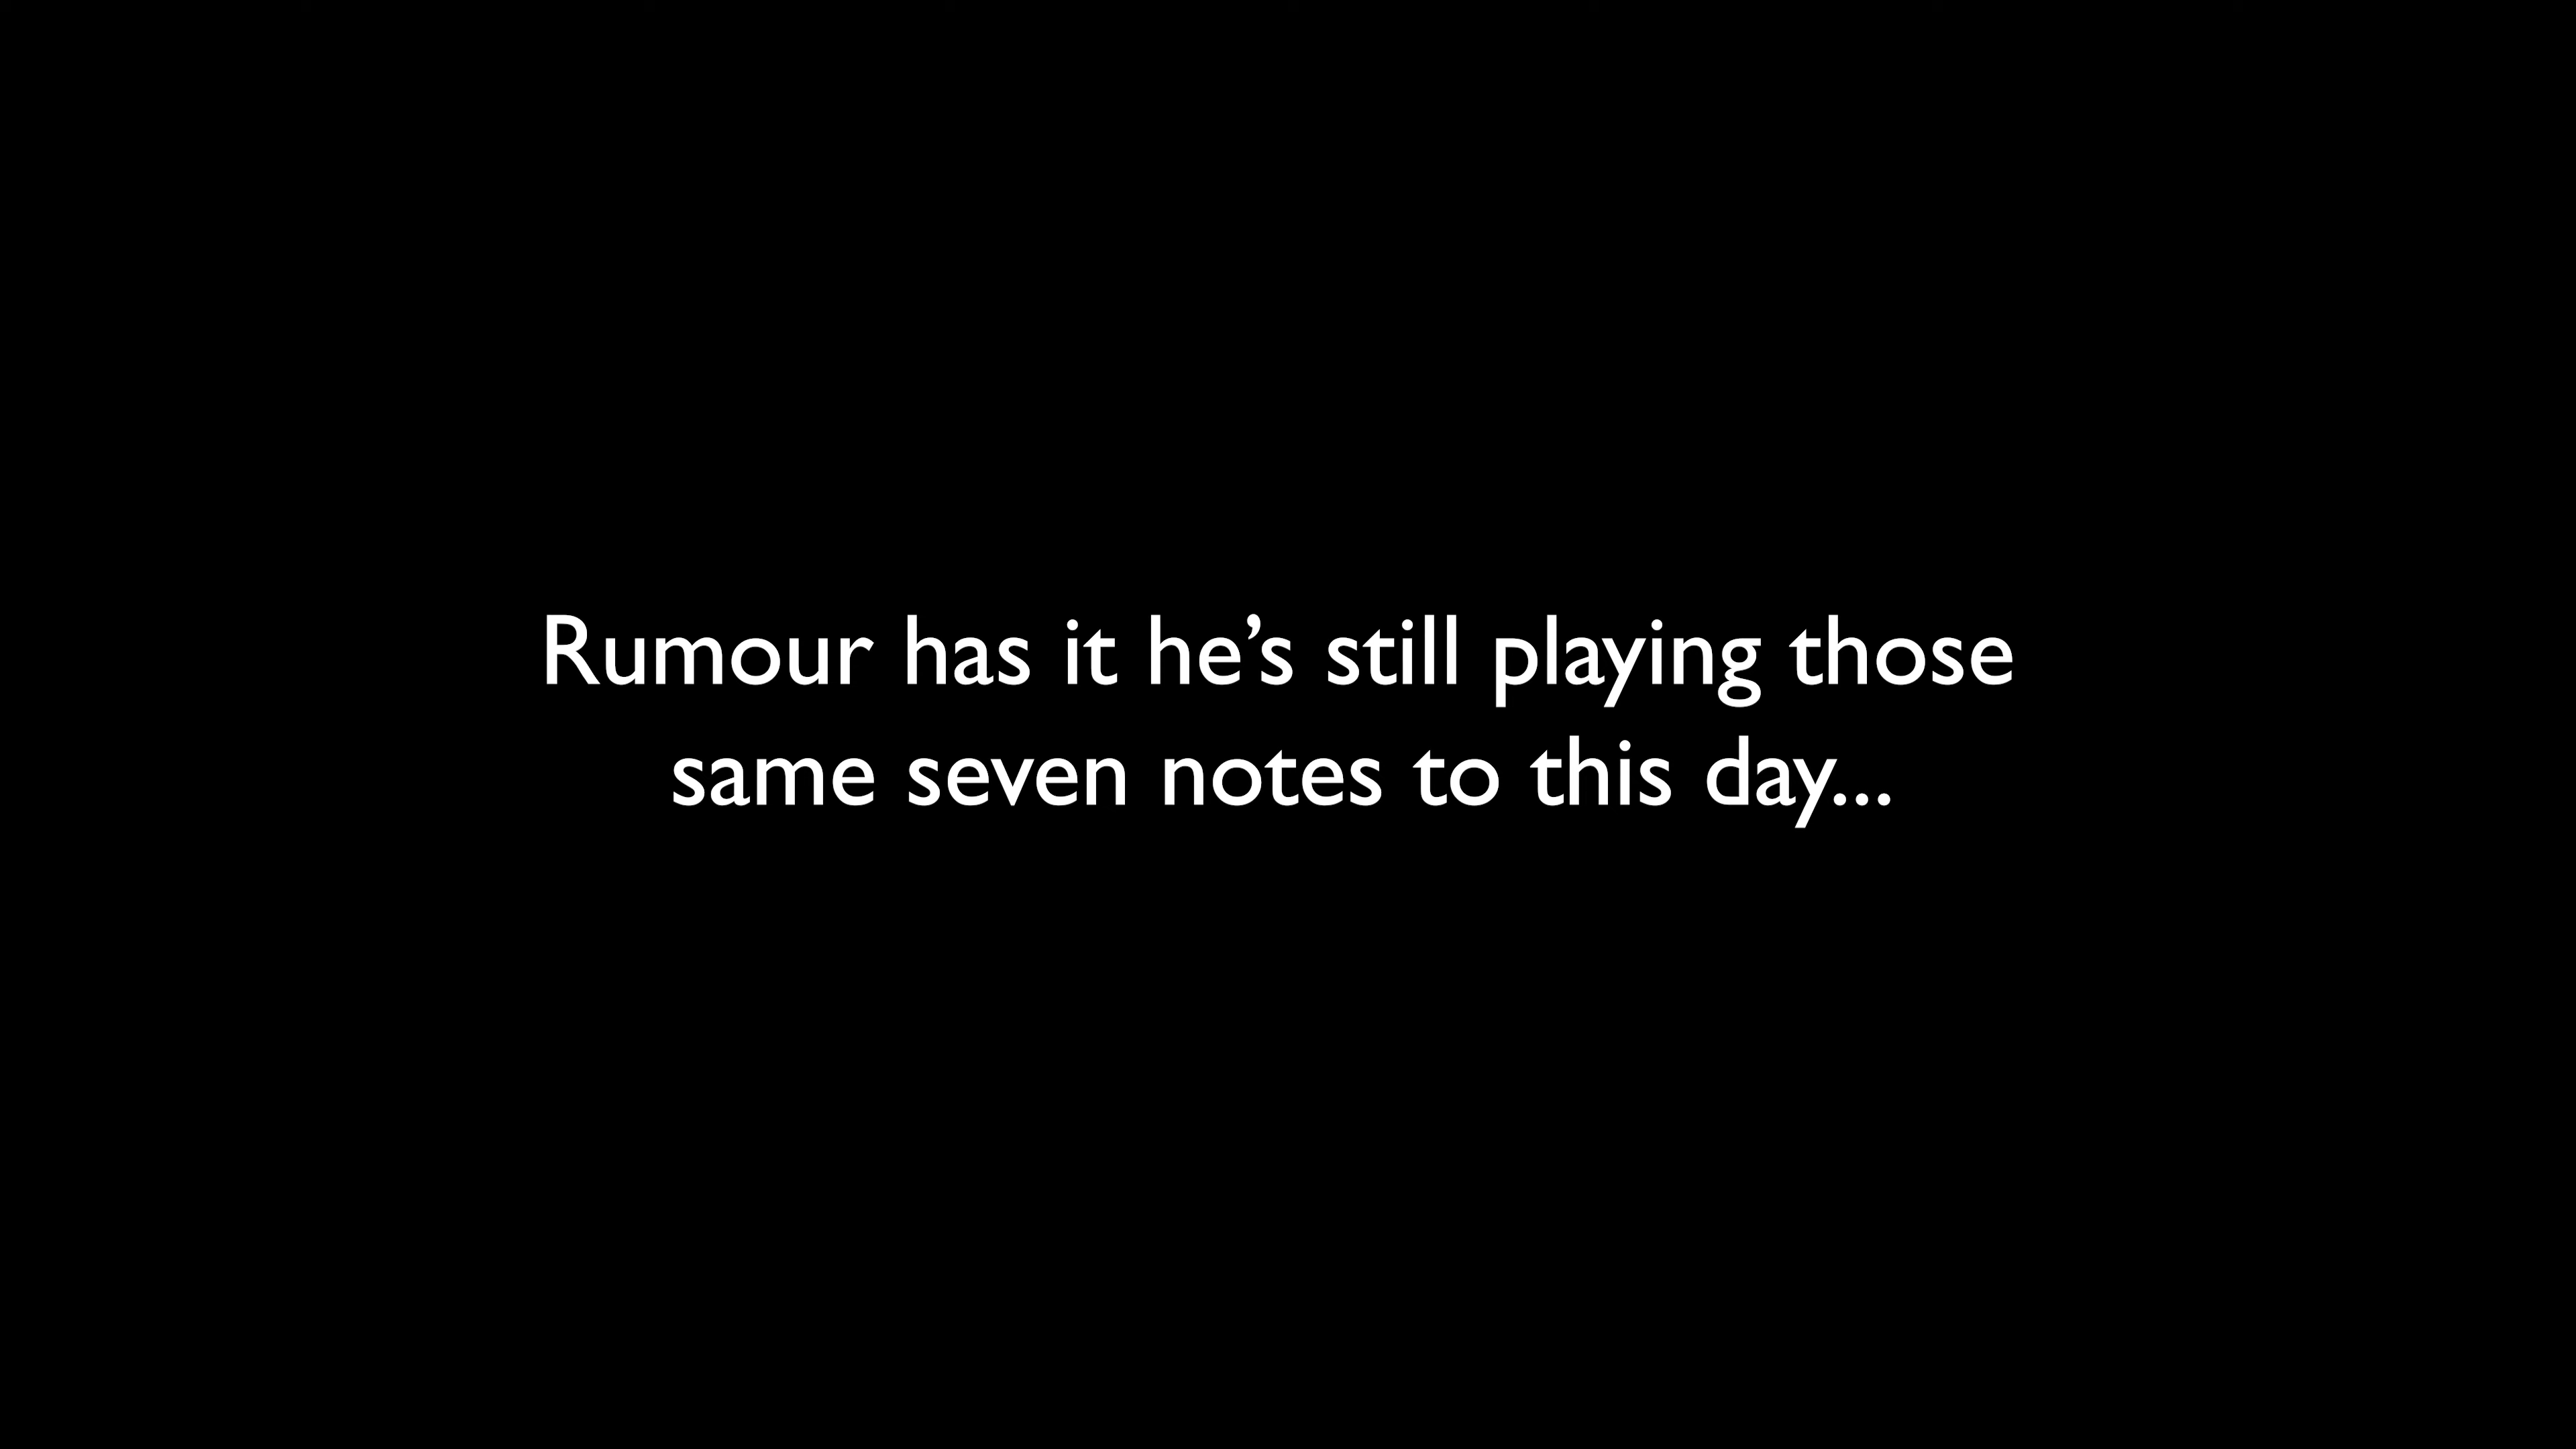 Rumour has it he’s still playing those
same seven notes to this day...